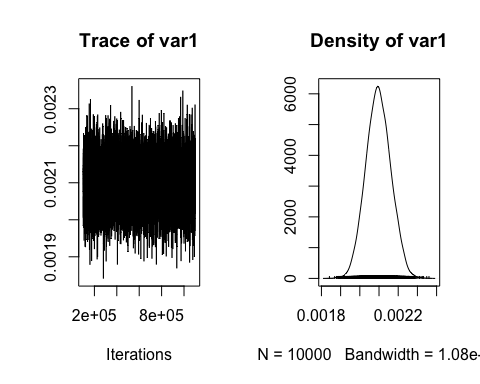 Trace of var1
Density of var1
0.0023
0.0021
0.0019
2e+05 8e+05
Iterations
6000
4000
2000
0
0.0018 0.0022
N = 10000 Bandwidth = 1.08e-